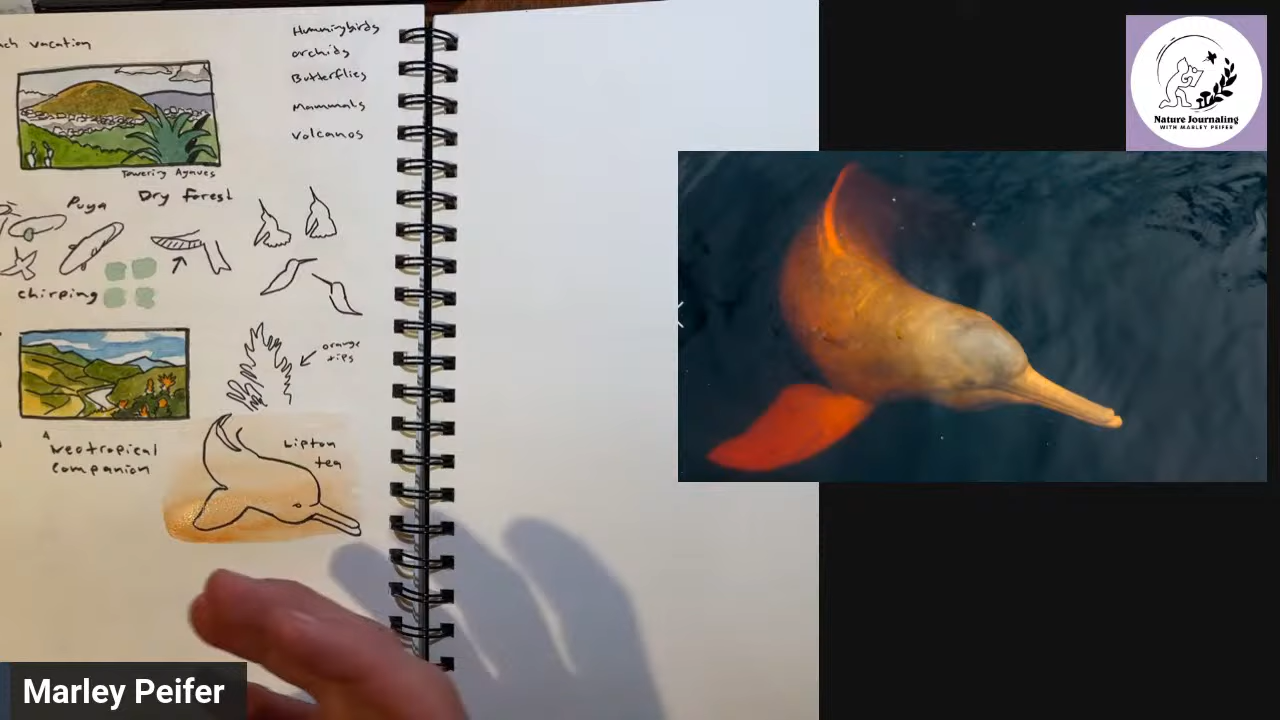 ch vacation
Hummingbirds
orchids
Butterflies
Mammals
Volcanos
Towering Agaves
Puya
Dry forest
chirping
orange
tips
A
Neotropical
companion
Lipton
tea
Nature Journaling
WITH MARLEY PEIFER
Marley Peifer